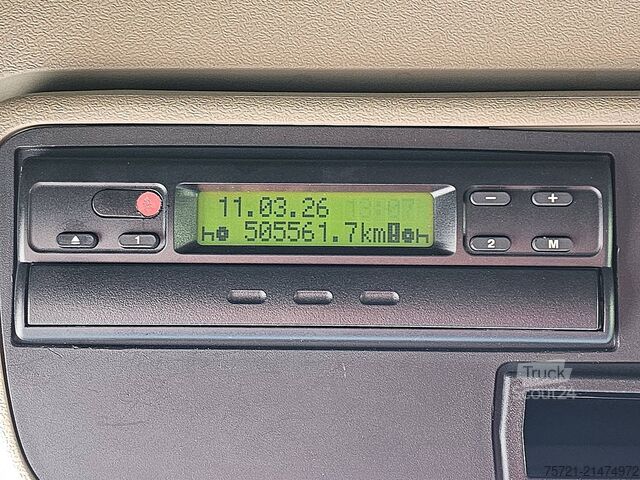 11.03.26
505561.7km
h h
1
− +
2 M
Truck
Scout24
75721-21474972